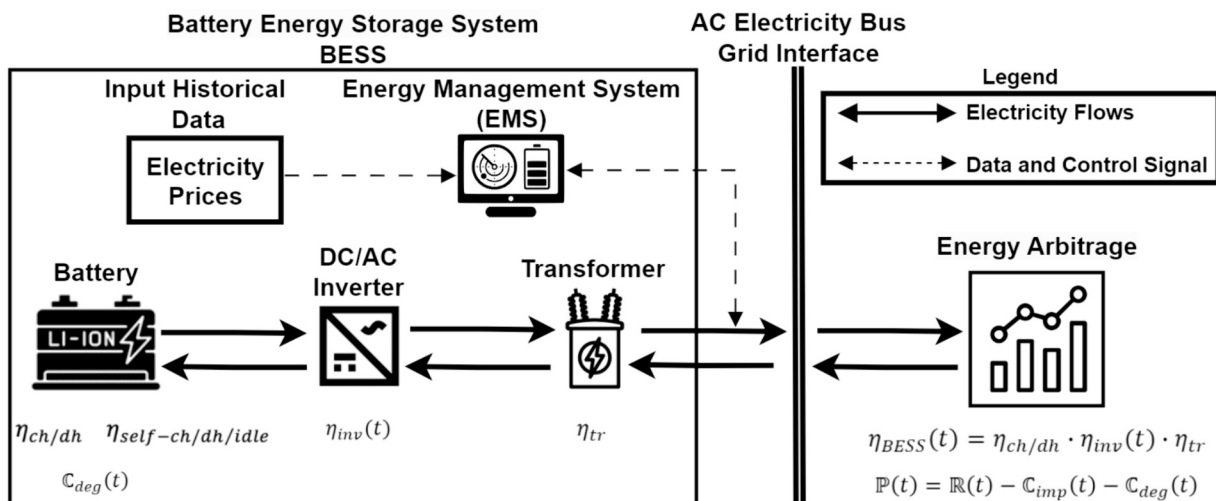 Battery Energy Storage System
BESS
AC Electricity Bus
Grid Interface
Input Historical
Data
Energy Management System
(EMS)
Legend
Electricity Flows
Data and Control Signal
Electricity
Prices
Battery
DC/AC
Inverter
Transformer
Energy Arbitrage
LI-ION
η_{ch/dh} η_{self-ch/dh/idle} η_{inv}(t) η_{tr}
η_{BESS}(t) = η_{ch/dh} · η_{inv}(t) · η_{tr}
ℂ_{deg}(t)
ℙ(t) = ℝ(t) − ℂ_{imp}(t) − ℂ_{deg}(t)